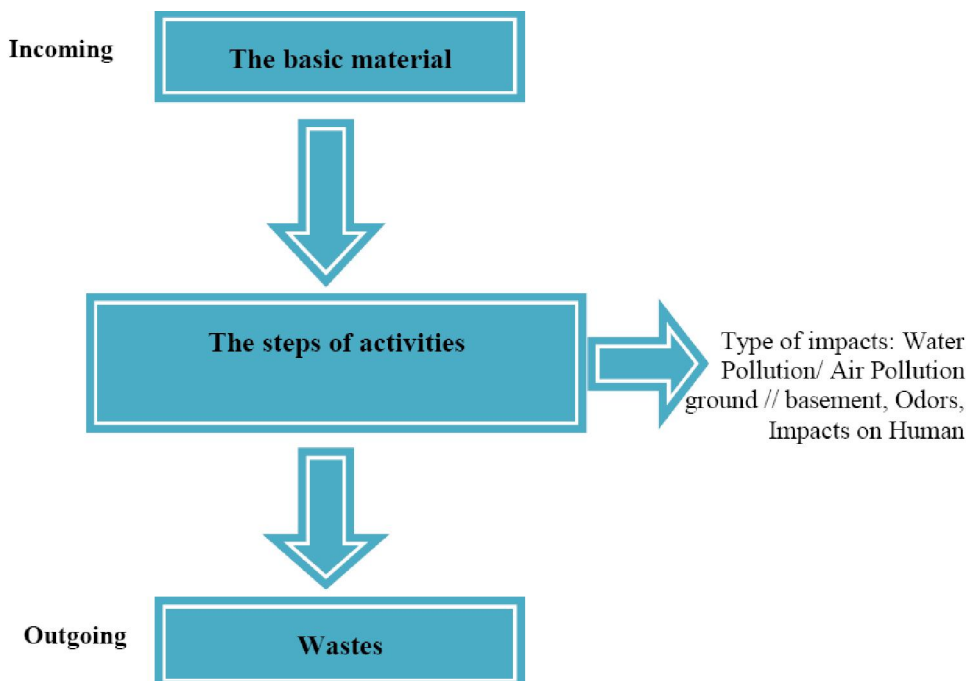 Incoming
The basic material
The steps of activities
Type of impacts: Water
Pollution/ Air Pollution
ground // basement, Odors,
Impacts on Human
Outgoing
Wastes